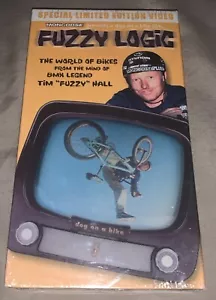 SPECIAL LIMITED EDITION VIDEO
MONGOOSE
FUZZY LOGIC
THE WORLD OF BIKES
FROM THE MIND OF
BMX LEGEND
TIM "FUZZY" HALL
dog on a bike